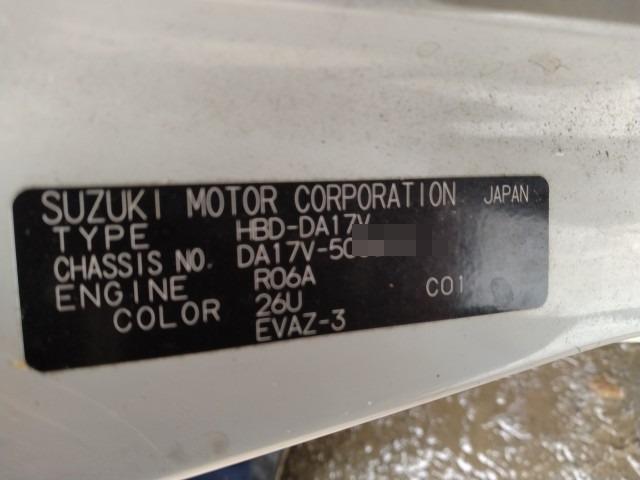 SUZUKI MOTOR CORPORATION JAPAN
TYPE HBD-DA17V
CHASSIS NO. DA17V-50
ENGINE R06A C01
COLOR 26U
EVAZ-3